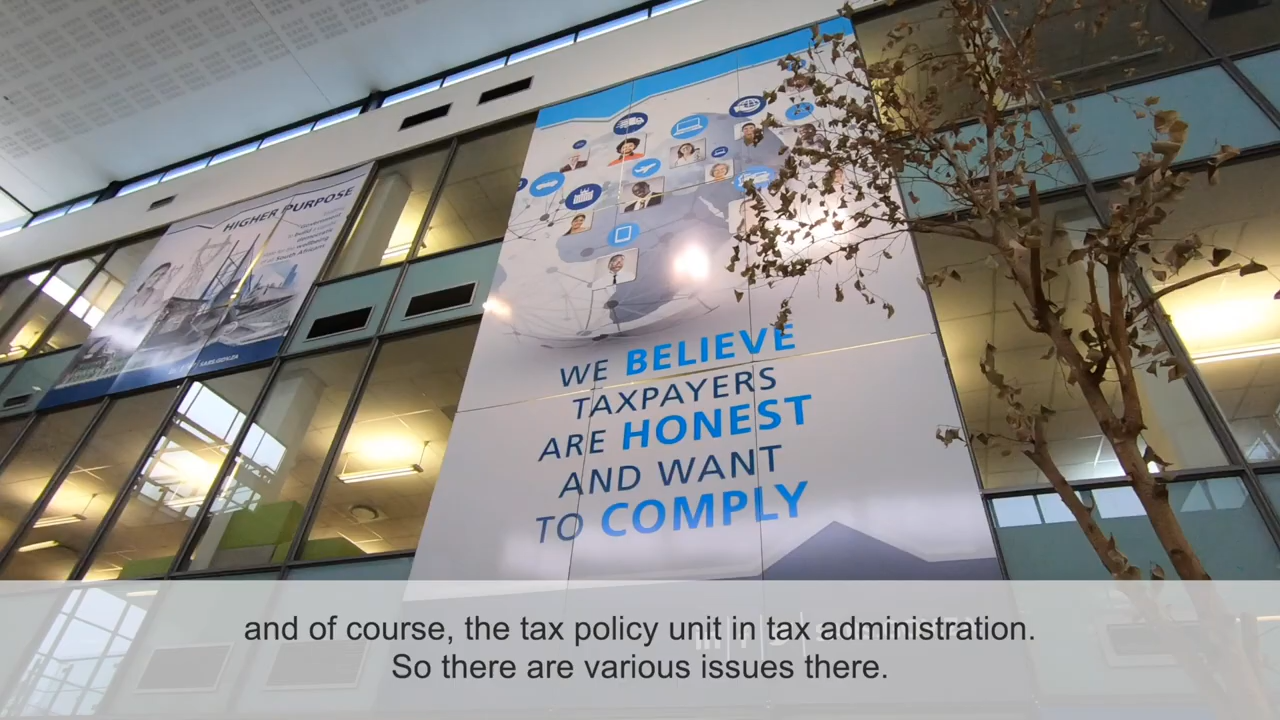 HIGHER PURPOSE
WE BELIEVE
TAXPAYERS
ARE HONEST
AND WANT
TO COMPLY
and of course, the tax policy unit in tax administration.
So there are various issues there.